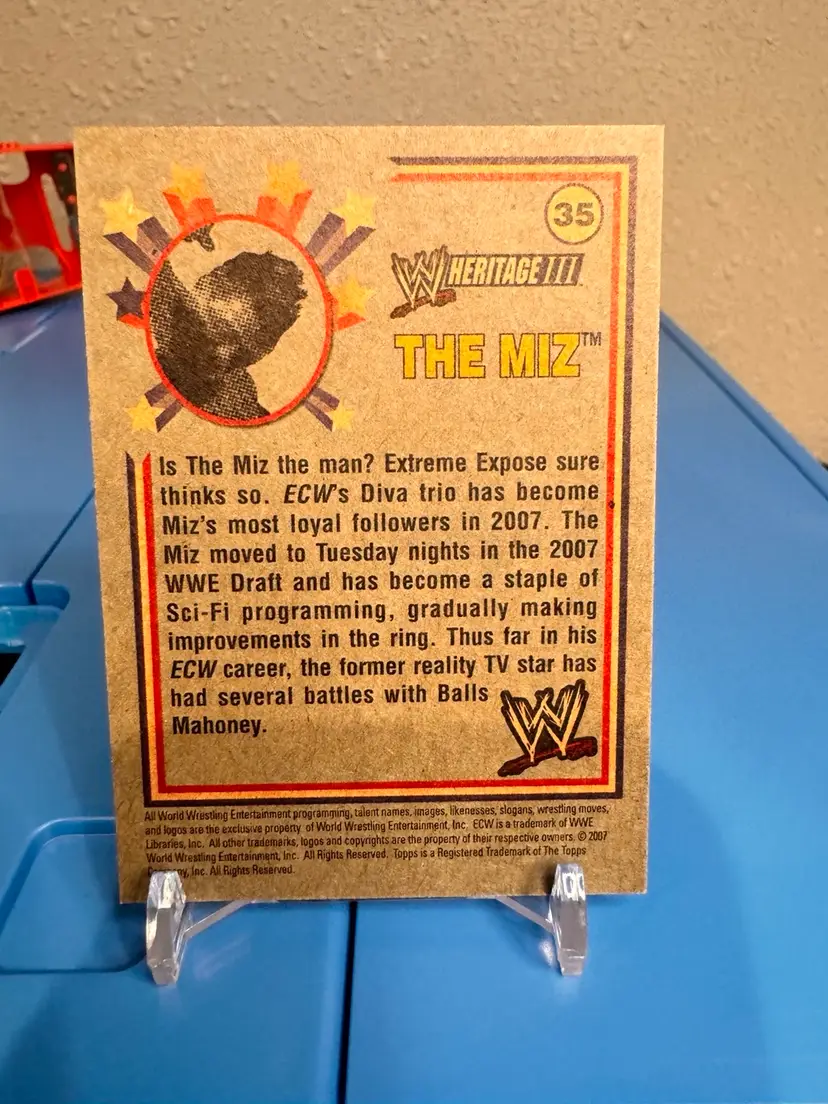 35
W HERITAGE III
THE MIZ™
Is The Miz the man? Extreme Expose sure
thinks so. ECW's Diva trio has become
Miz's most loyal followers in 2007. The
Miz moved to Tuesday nights in the 2007
WWE Draft and has become a staple of
Sci-Fi programming, gradually making
improvements in the ring. Thus far in his
ECW career, the former reality TV star has
had several battles with Balls
Mahoney.
W
All World Wrestling Entertainment programming, talent names, images, likenesses, slogans, wrestling moves,
and logos are the exclusive property of World Wrestling Entertainment, Inc. ECW is a trademark of WWE
Libraries, Inc. All other trademarks, logos and copyrights are the property of their respective owners. © 2007
World Wrestling Entertainment, Inc. All Rights Reserved. Topps is a Registered Trademark of The Topps
Inc. All Rights Reserved.